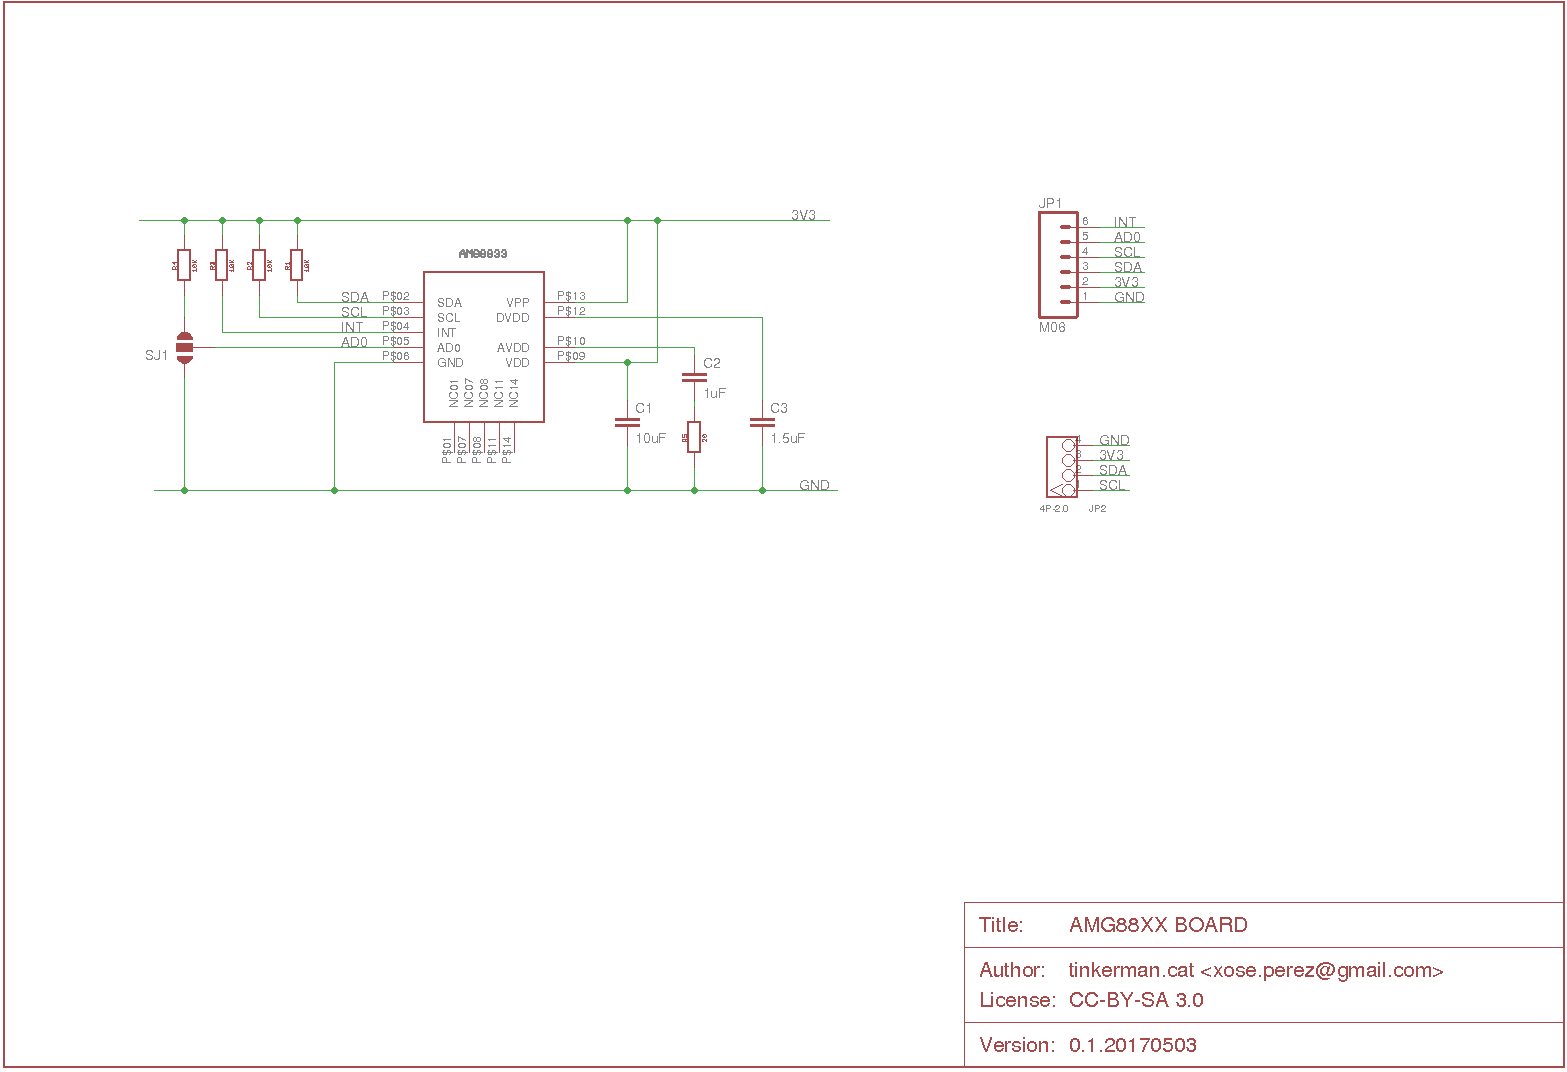 3V3
AMG8833
R4 10K
R3 10K
R2 10K
R1 10K
SDA P$02 SDA VPP P$13
SCL P$03 SCL DVDD P$12
INT P$04 INT
AD0 P$05 AD0 AVDD P$10
P$06 GND VDD P$09
SJ1
NC01 NC07 NC08 NC11 NC14
P$01 P$07 P$08 P$11 P$14
C2
1uF
C1
10uF
R5 20
C3
1.5uF
GND
JP1
6 INT
5 AD0
4 SCL
3 SDA
2 3V3
1 GND
M06
4 GND
3 3V3
2 SDA
1 SCL
4P-2.0 JP2
Title: AMG88XX BOARD
Author: tinkerman.cat <xose.perez@gmail.com>
License: CC-BY-SA 3.0
Version: 0.1.20170503